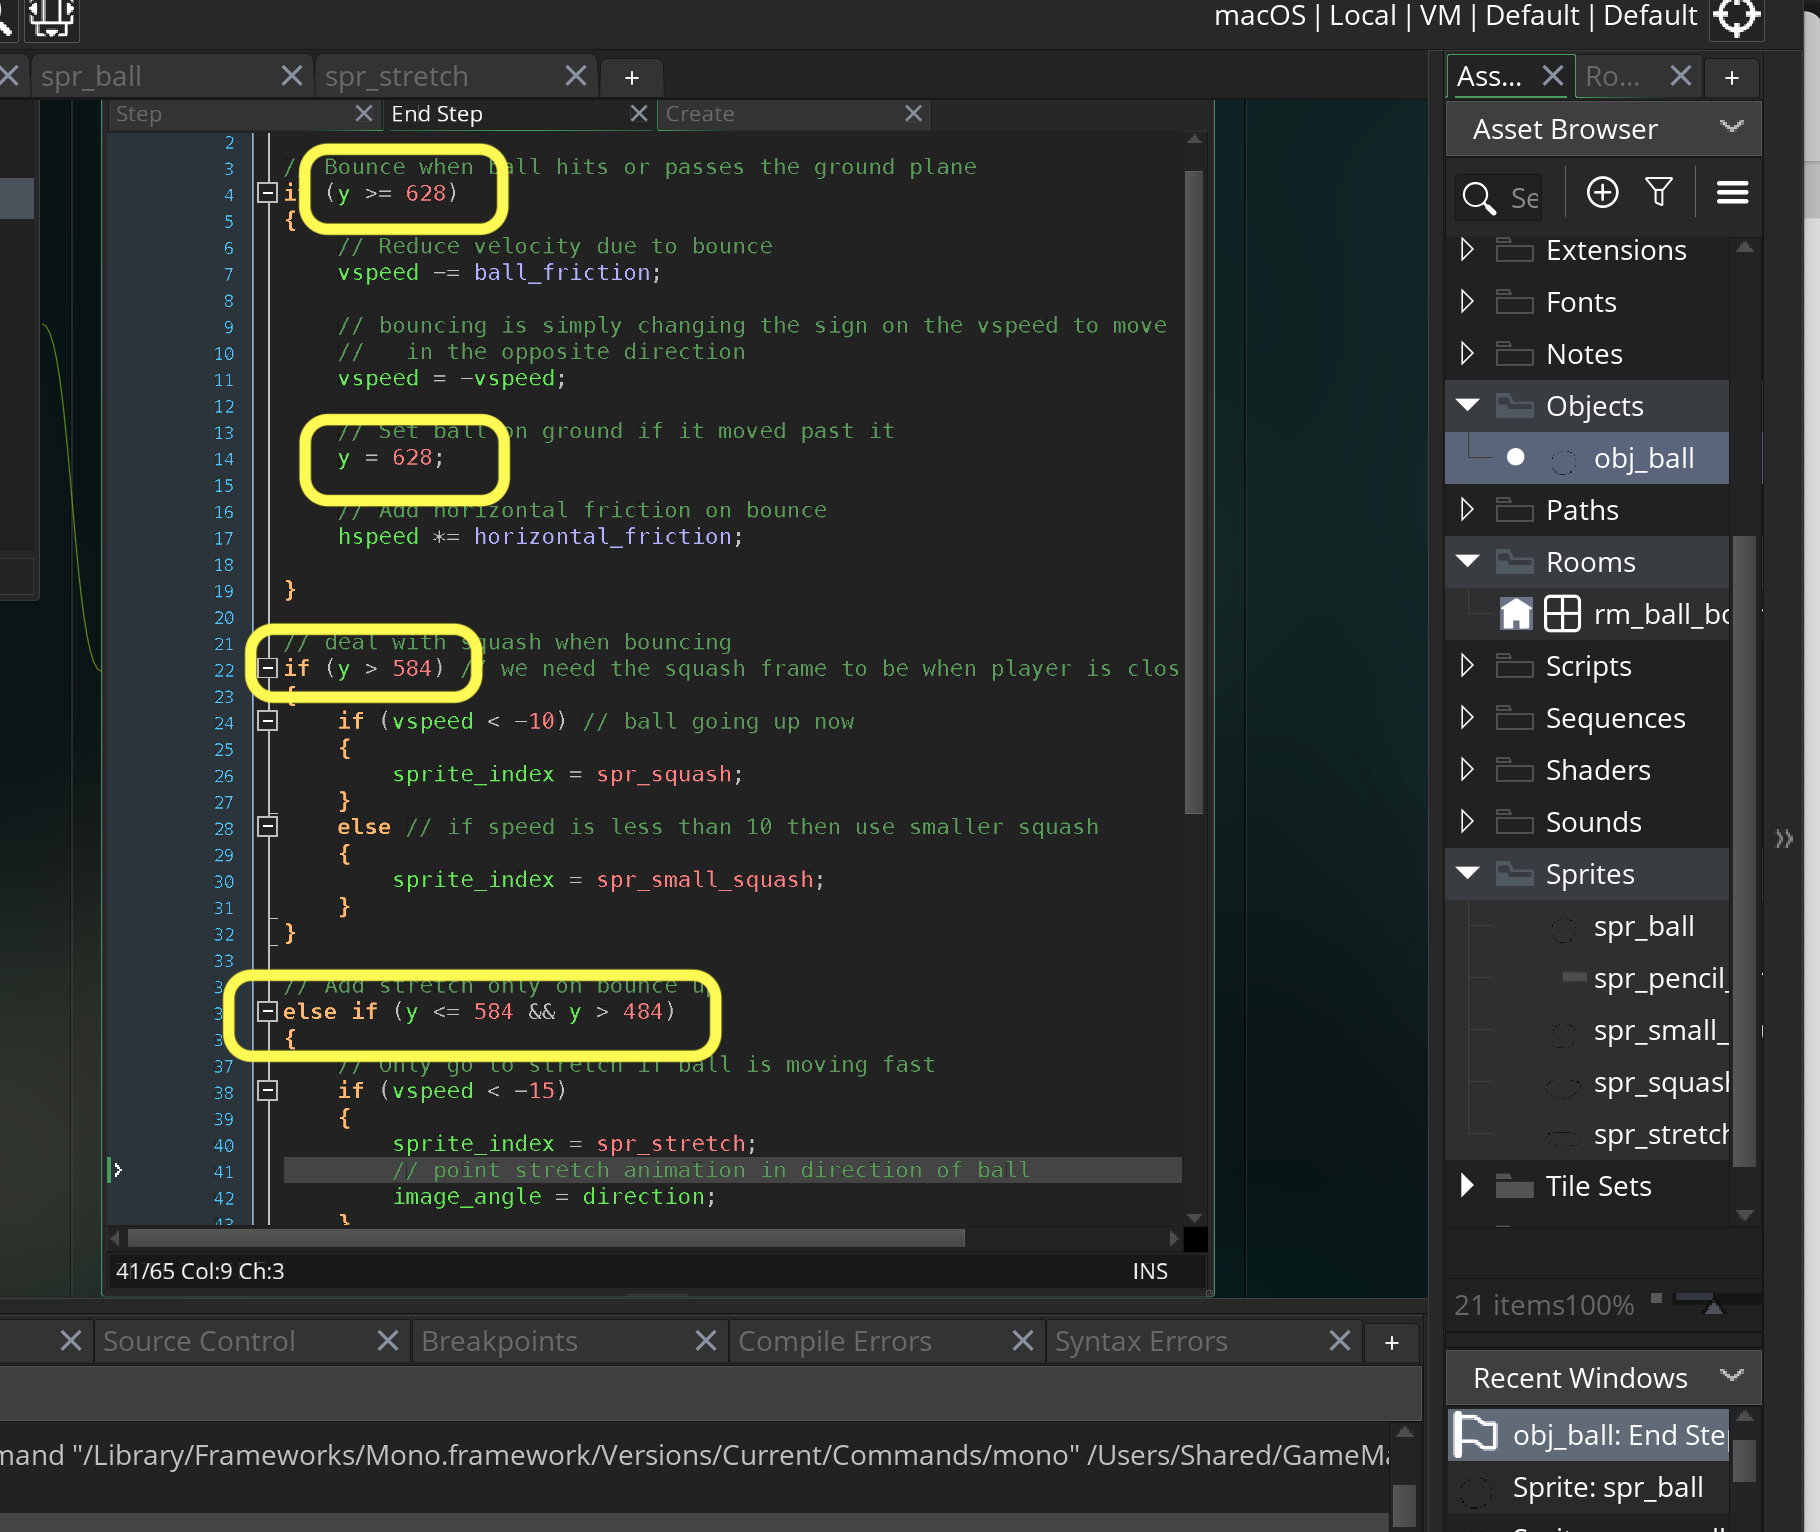 macOS | Local | VM | Default | Default
spr_ball
spr_stretch
+
Ass...
Ro...
+
Step
End Step
Create
Asset Browser
2
3 // Bounce when ball hits or passes the ground plane
4 if (y >= 628)
5 {
6 // Reduce velocity due to bounce
7 vspeed -= ball_friction;
8
9 // bouncing is simply changing the sign on the vspeed to move
10 // in the opposite direction
11 vspeed = -vspeed;
12
13 // Set ball on ground if it moved past it
14 y = 628;
15
16 // Add horizontal friction on bounce
17 hspeed *= horizontal_friction;
18
19 }
20
21 // deal with squash when bouncing
22 if (y > 584) // we need the squash frame to be when player is clos
23 {
24 if (vspeed < -10) // ball going up now
25 {
26 sprite_index = spr_squash;
27 }
28 else // if speed is less than 10 then use smaller squash
29 {
30 sprite_index = spr_small_squash;
31 }
32 }
33
3 // Add stretch only on bounce up
3 else if (y <= 584 && y > 484)
3 {
37 // Only go to stretch if ball is moving fast
38 if (vspeed < -15)
39 {
40 sprite_index = spr_stretch;
41 // point stretch animation in direction of ball
42 image_angle = direction;
43 }
41/65 Col:9 Ch:3
INS
Se
Extensions
Fonts
Notes
Objects
obj_ball
Paths
Rooms
rm_ball_bo
Scripts
Sequences
Shaders
Sounds
Sprites
spr_ball
spr_pencil_
spr_small_
spr_squash
spr_stretch
Tile Sets
21 items
100%
Source Control
Breakpoints
Compile Errors
Syntax Errors
+
mand "/Library/Frameworks/Mono.framework/Versions/Current/Commands/mono" /Users/Shared/GameMa
Recent Windows
obj_ball: End Ste
Sprite: spr_ball